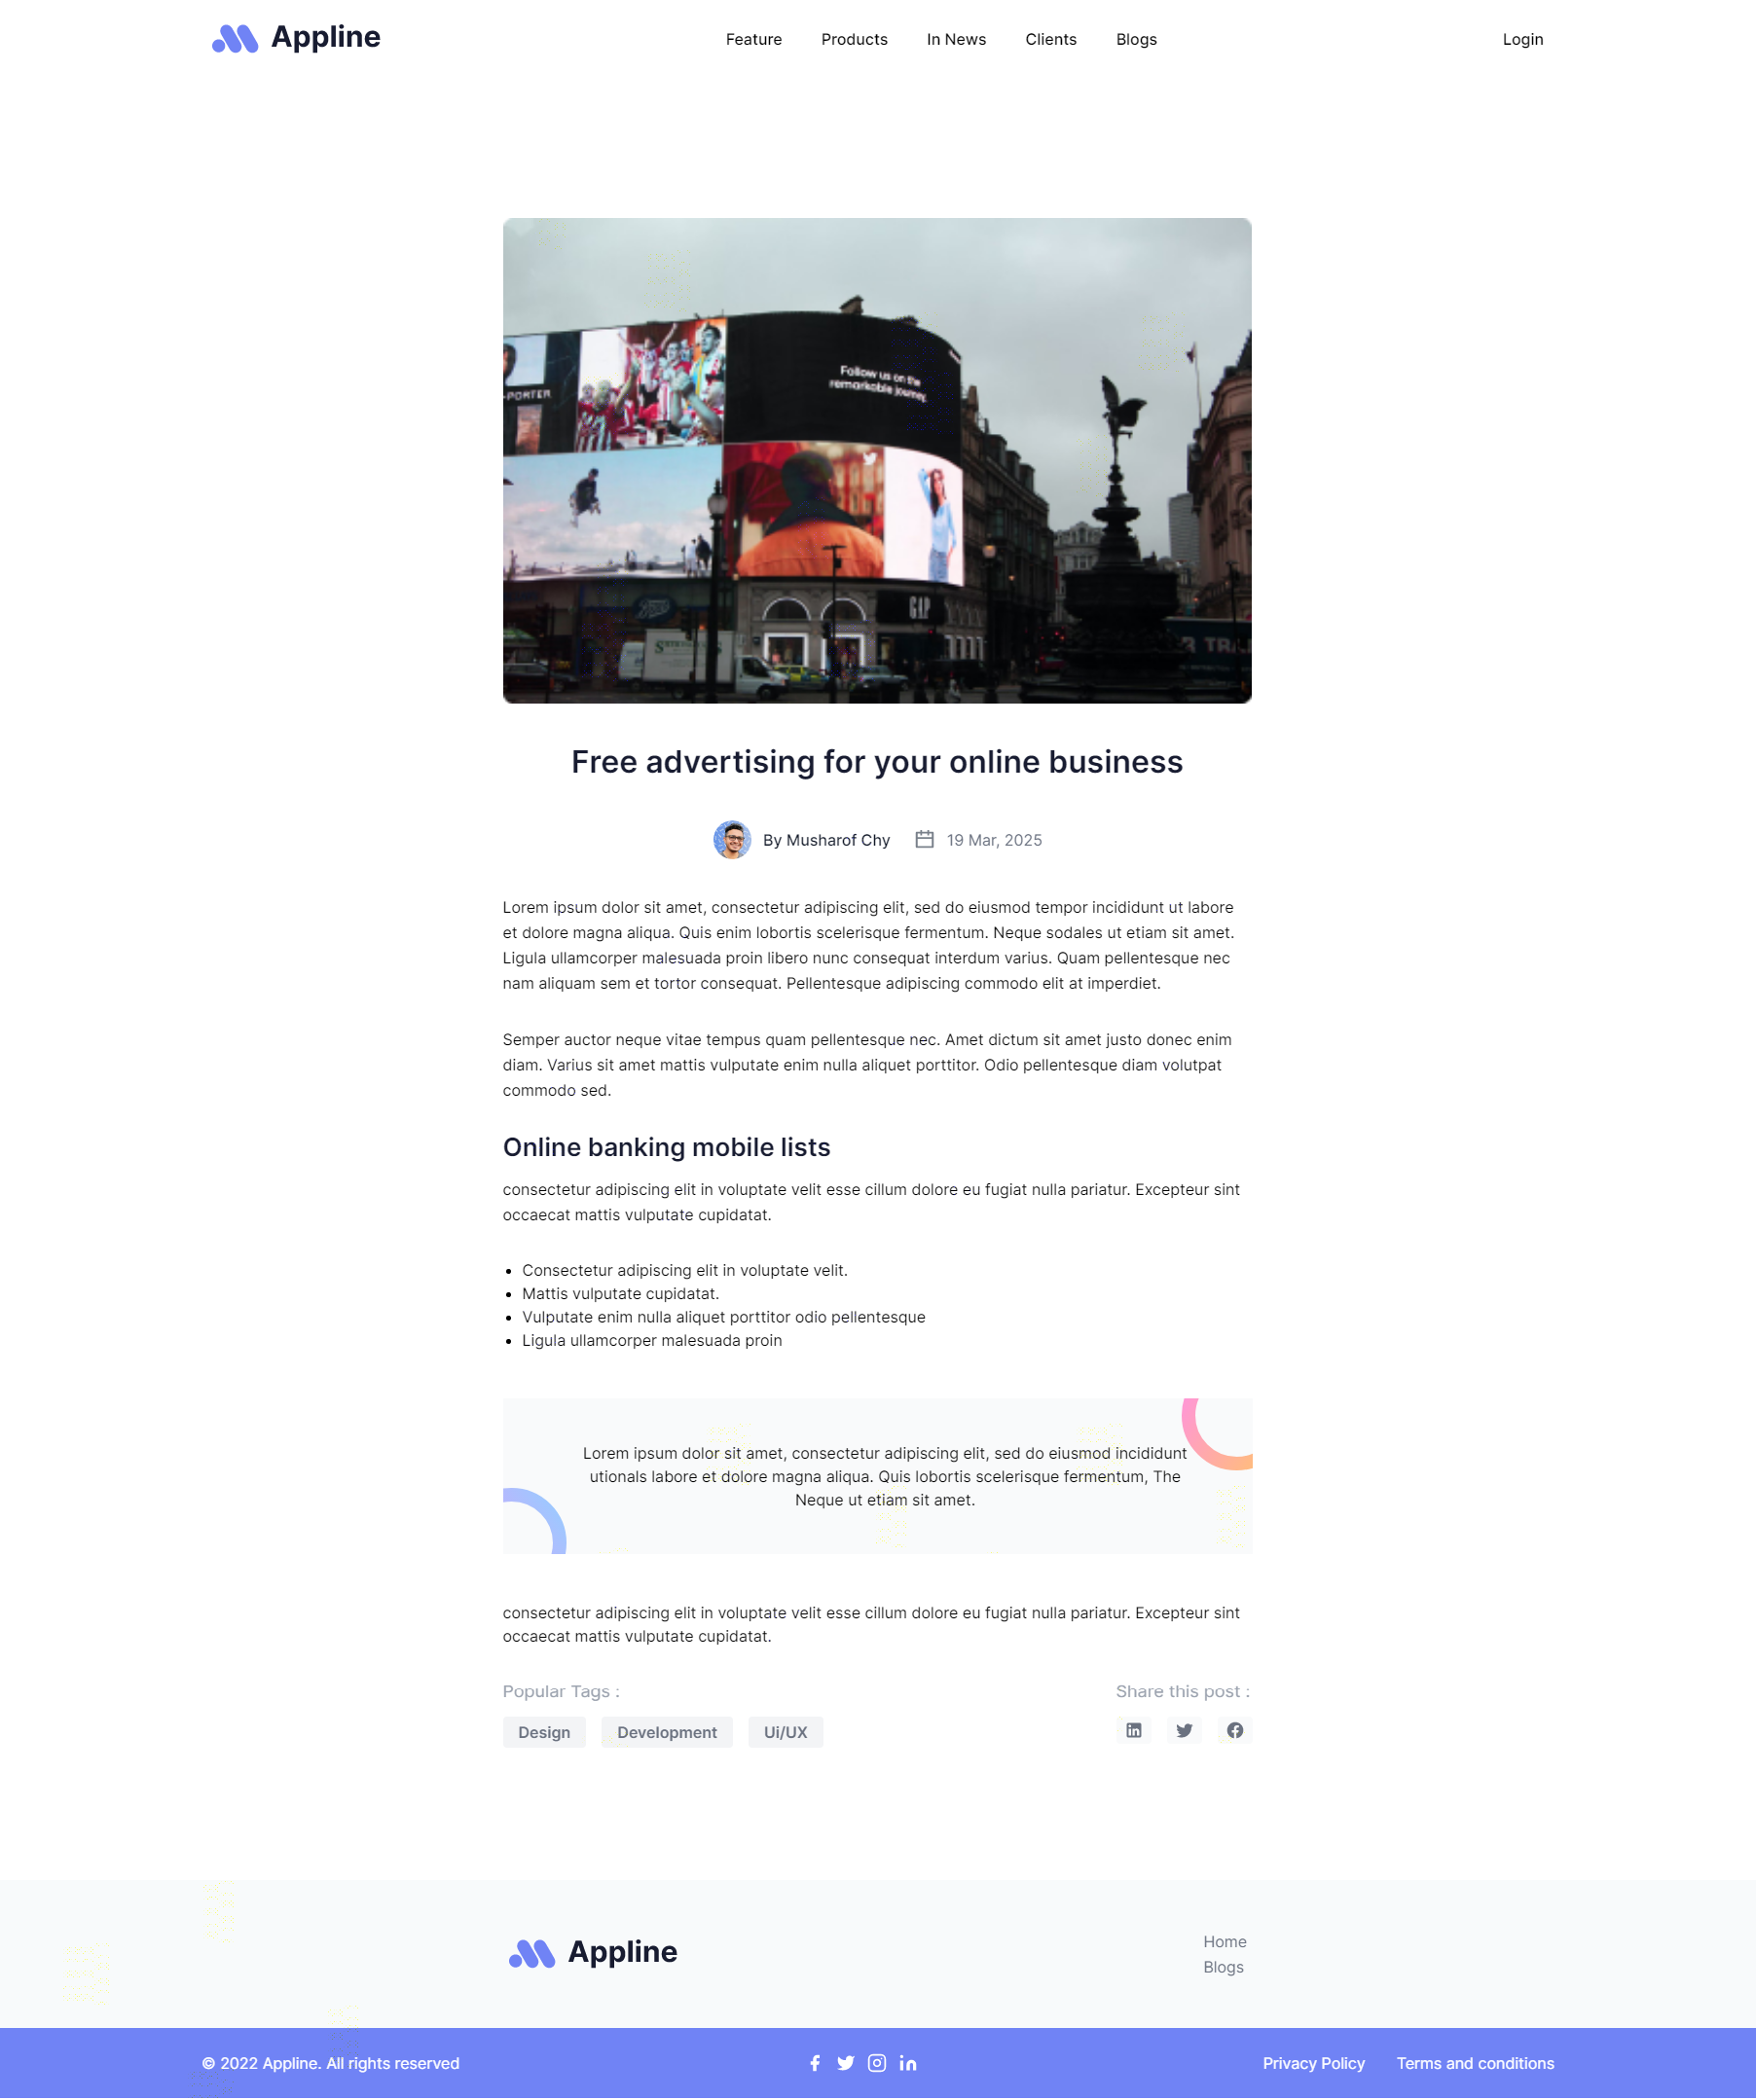 Appline
Feature Products In News Clients Blogs
Login
Follow us on the
remarkable journey
-PORTER
Boots
GAP
Free advertising for your online business
By Musharof Chy 19 Mar, 2025
Lorem ipsum dolor sit amet, consectetur adipiscing elit, sed do eiusmod tempor incididunt ut labore
et dolore magna aliqua. Quis enim lobortis scelerisque fermentum. Neque sodales ut etiam sit amet.
Ligula ullamcorper malesuada proin libero nunc consequat interdum varius. Quam pellentesque nec
nam aliquam sem et tortor consequat. Pellentesque adipiscing commodo elit at imperdiet.
Semper auctor neque vitae tempus quam pellentesque nec. Amet dictum sit amet justo donec enim
diam. Varius sit amet mattis vulputate enim nulla aliquet porttitor. Odio pellentesque diam volutpat
commodo sed.
Online banking mobile lists
consectetur adipiscing elit in voluptate velit esse cillum dolore eu fugiat nulla pariatur. Excepteur sint
occaecat mattis vulputate cupidatat.
Consectetur adipiscing elit in voluptate velit.
Mattis vulputate cupidatat.
Vulputate enim nulla aliquet porttitor odio pellentesque
Ligula ullamcorper malesuada proin
Lorem ipsum dolor sit amet, consectetur adipiscing elit, sed do eiusmod incididunt
utionals labore et dolore magna aliqua. Quis lobortis scelerisque fermentum, The
Neque ut etiam sit amet.
consectetur adipiscing elit in voluptate velit esse cillum dolore eu fugiat nulla pariatur. Excepteur sint
occaecat mattis vulputate cupidatat.
Popular Tags :
Design Development Ui/UX
Share this post :
Appline
Home
Blogs
© 2022 Appline. All rights reserved
Privacy Policy Terms and conditions